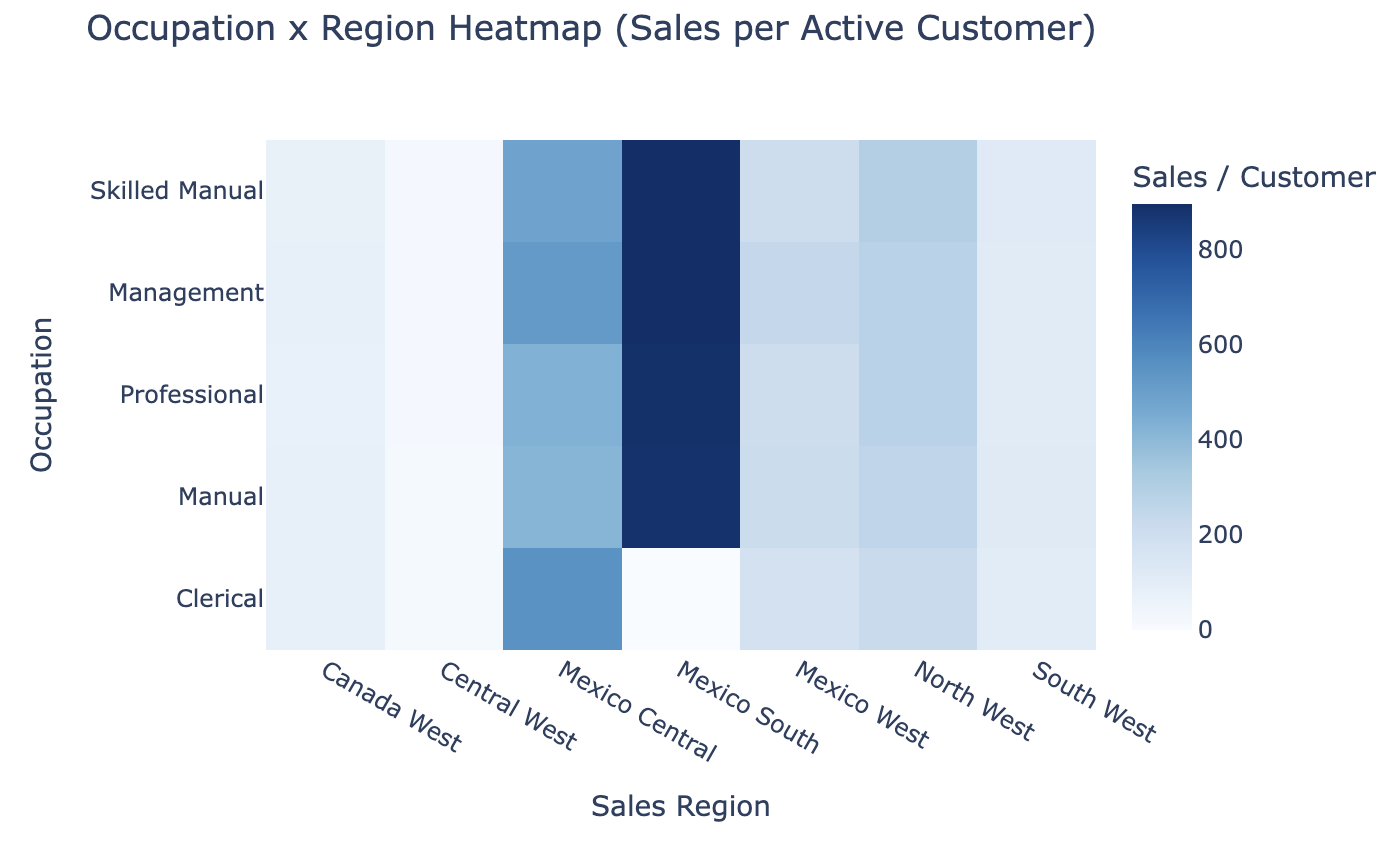 Occupation x Region Heatmap (Sales per Active Customer)
Sales / Customer
800
600
400
200
0
Occupation
Skilled Manual
Management
Professional
Manual
Clerical
Canada West
Central West
Mexico Central
Mexico South
Mexico West
North West
South West
Sales Region